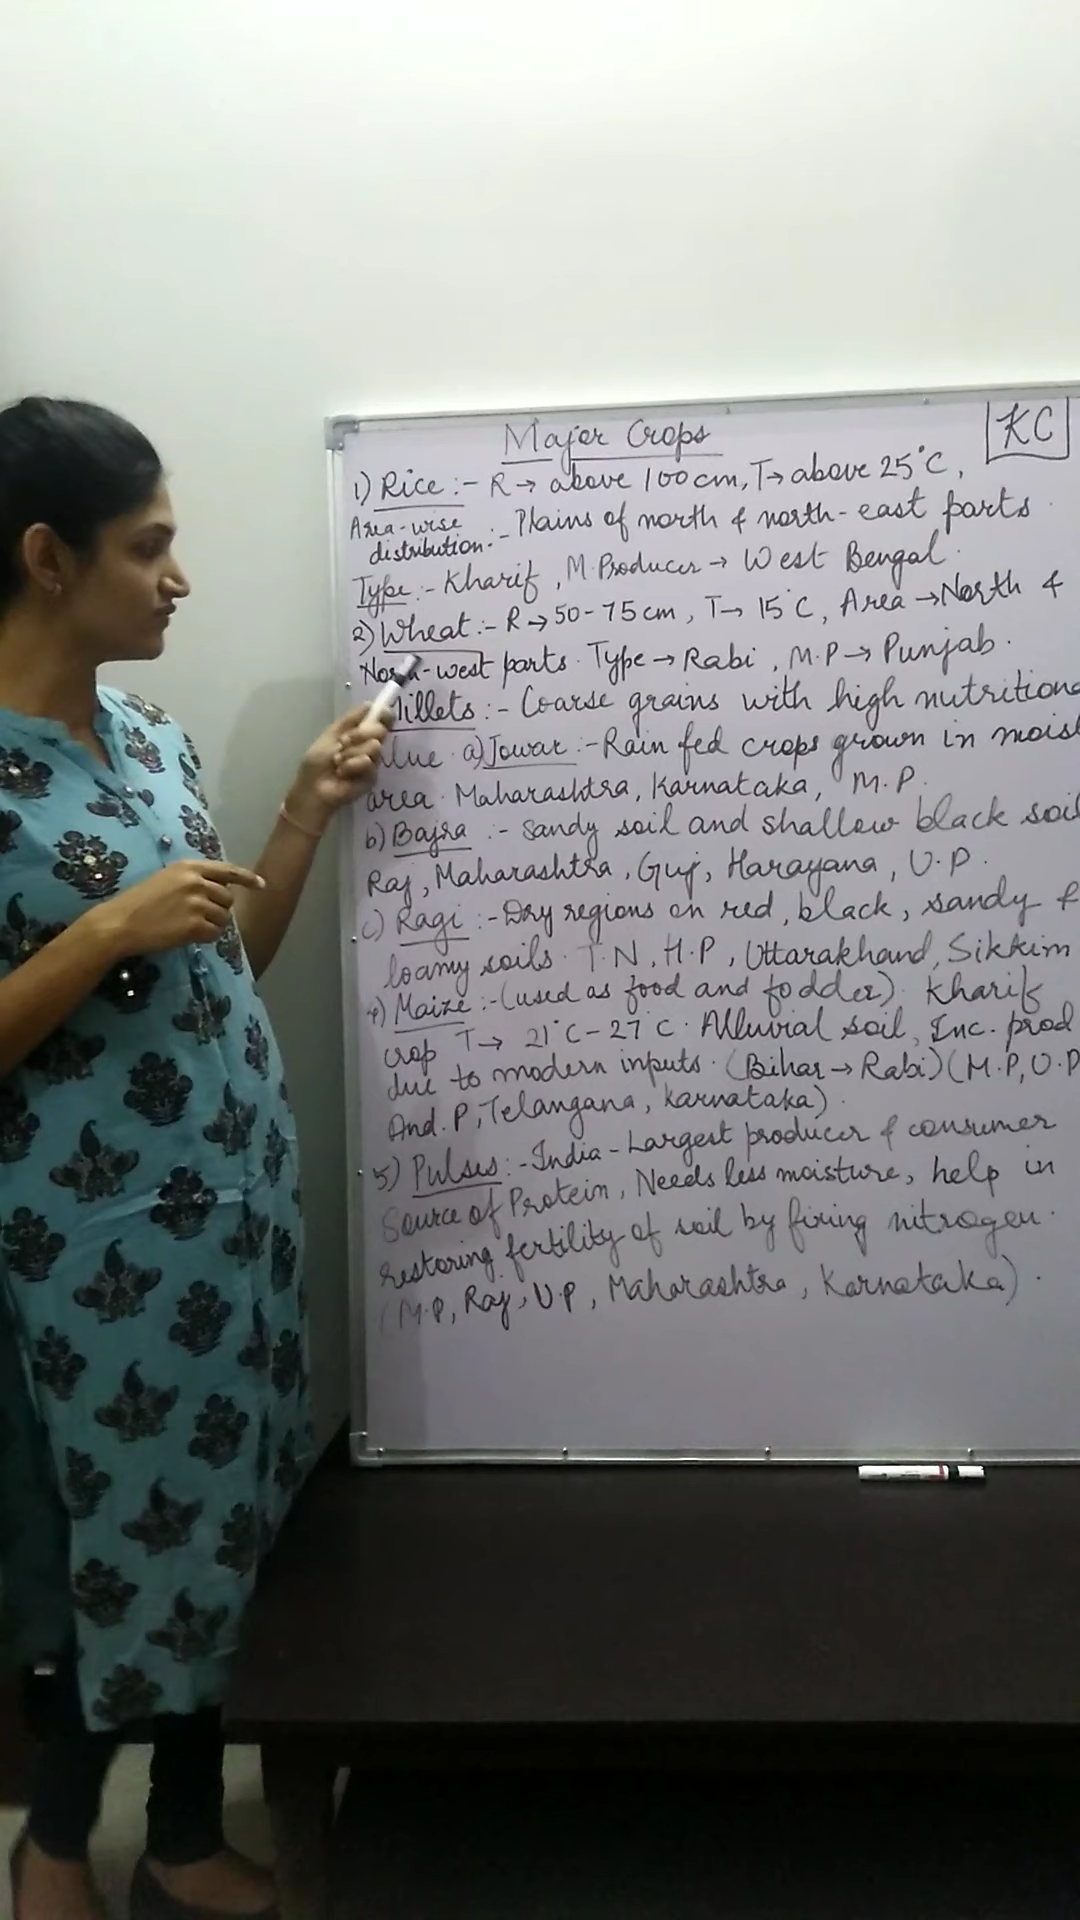 Major Crops
KC
1) Rice :- R → above 100 cm, T → above 25°C,
Area-wise distribution :- Plains of north & north-east parts.
Type :- Kharif, M. Producer → West Bengal.
2) Wheat :- R → 50-75 cm, T → 15°C, Area → North &
North-west parts. Type → Rabi, M.P → Punjab.
Millets :- Coarse grains with high nutritiona
a) Jowar :- Rain fed crops grown in mois
area. Maharashtra, Karnataka, M.P.
b) Bajra :- Sandy soil and shallow black soil
Raj, Maharashtra, Guj, Harayana, U.P.
c) Ragi :- Dry regions on red, black, sandy &
loamy soils. T.N, H.P, Uttarakhand, Sikkim
4) Maize :- (used as food and fodder). Kharif
crop T → 21°C - 27°C. Alluvial soil, Inc. prod
due to modern inputs. (Bihar → Rabi) (M.P, U.P
And. P, Telangana, Karnataka).
5) Pulses :- India - Largest producer & consumer
Source of Protein, Needs less moisture, help in
restoring fertility of soil by fixing nitrogen.
(M.P, Raj, U.P, Maharashtra, Karnataka).